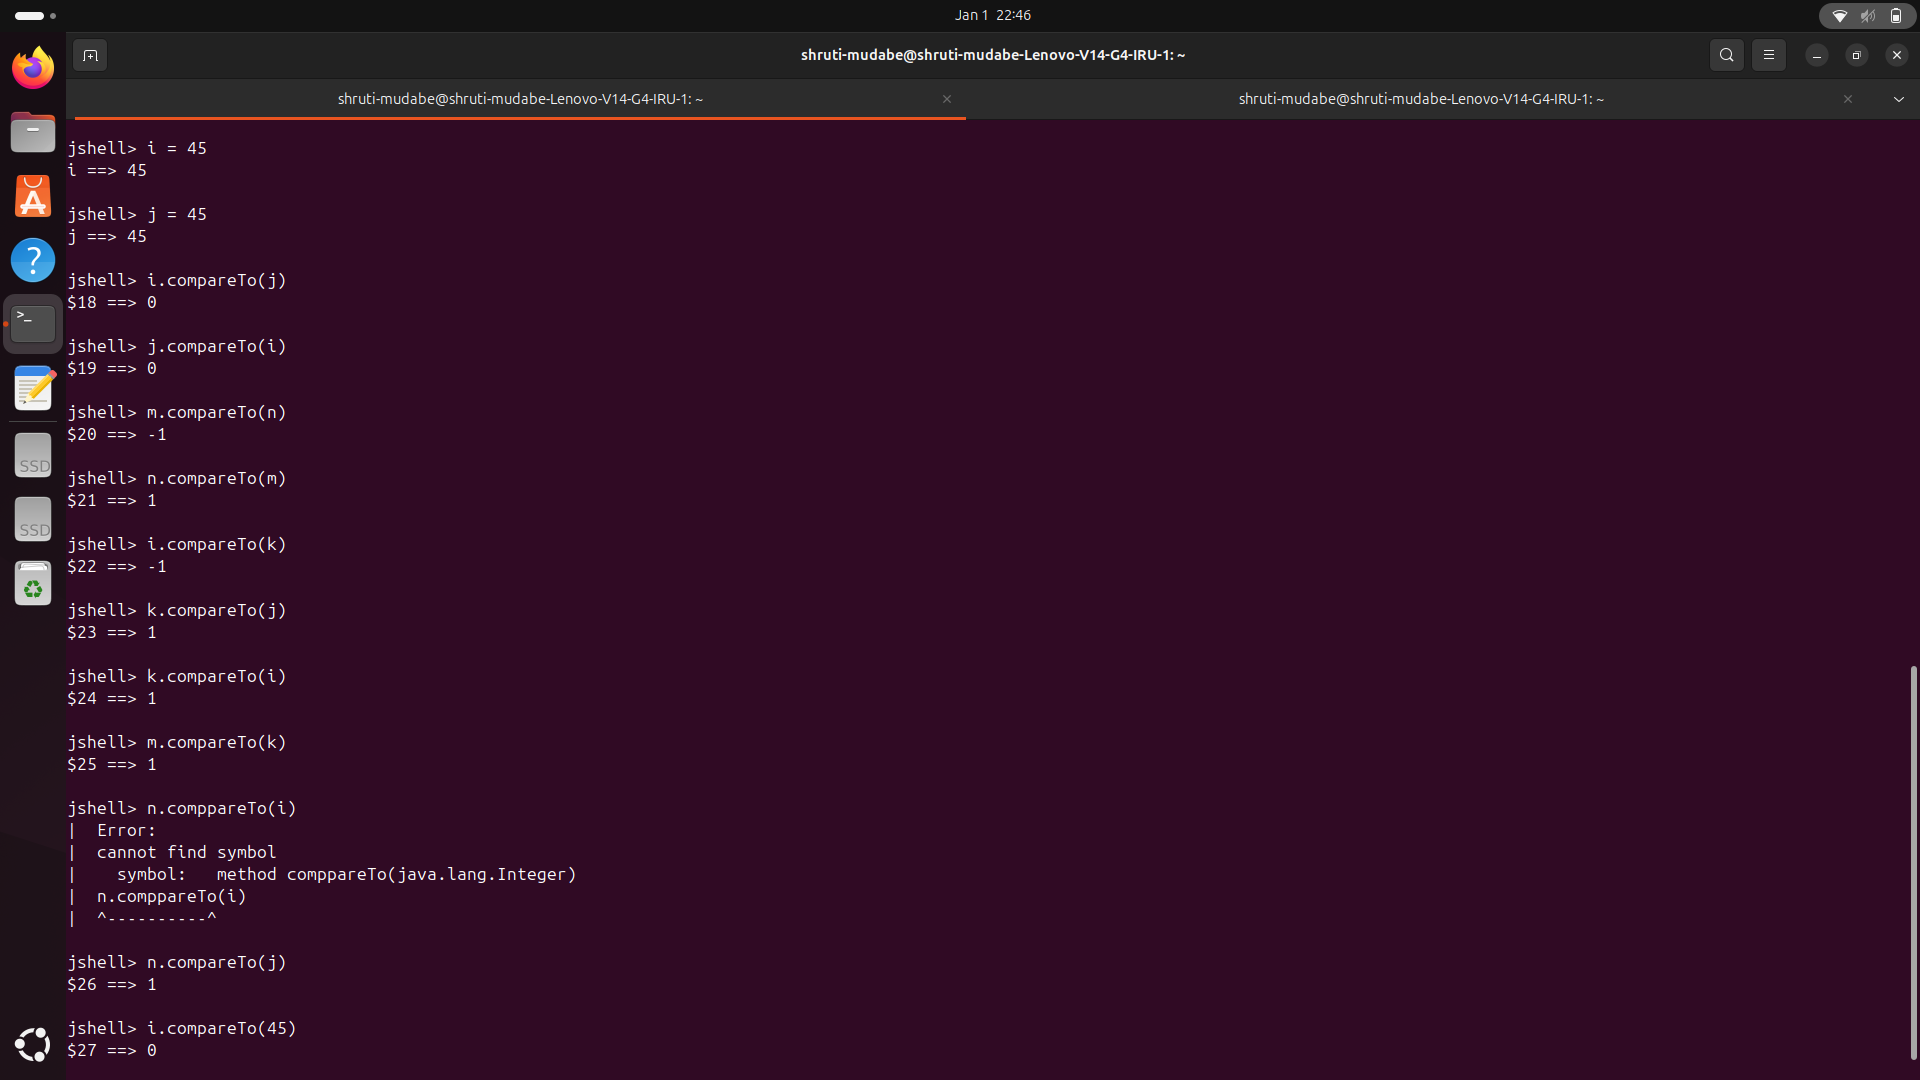 Jan 1 22:46
shruti-mudabe@shruti-mudabe-Lenovo-V14-G4-IRU-1: ~
shruti-mudabe@shruti-mudabe-Lenovo-V14-G4-IRU-1: ~
shruti-mudabe@shruti-mudabe-Lenovo-V14-G4-IRU-1: ~
jshell> i = 45
i ==> 45
jshell> j = 45
j ==> 45
jshell> i.compareTo(j)
$18 ==> 0
jshell> j.compareTo(i)
$19 ==> 0
jshell> m.compareTo(n)
$20 ==> -1
jshell> n.compareTo(m)
$21 ==> 1
jshell> i.compareTo(k)
$22 ==> -1
jshell> k.compareTo(j)
$23 ==> 1
jshell> k.compareTo(i)
$24 ==> 1
jshell> m.compareTo(k)
$25 ==> 1
jshell> n.comppareTo(i)
|  Error:
|  cannot find symbol
|    symbol:   method comppareTo(java.lang.Integer)
|  n.comppareTo(i)
|  ^----------^
jshell> n.compareTo(j)
$26 ==> 1
jshell> i.compareTo(45)
$27 ==> 0
>_
SSD
SSD